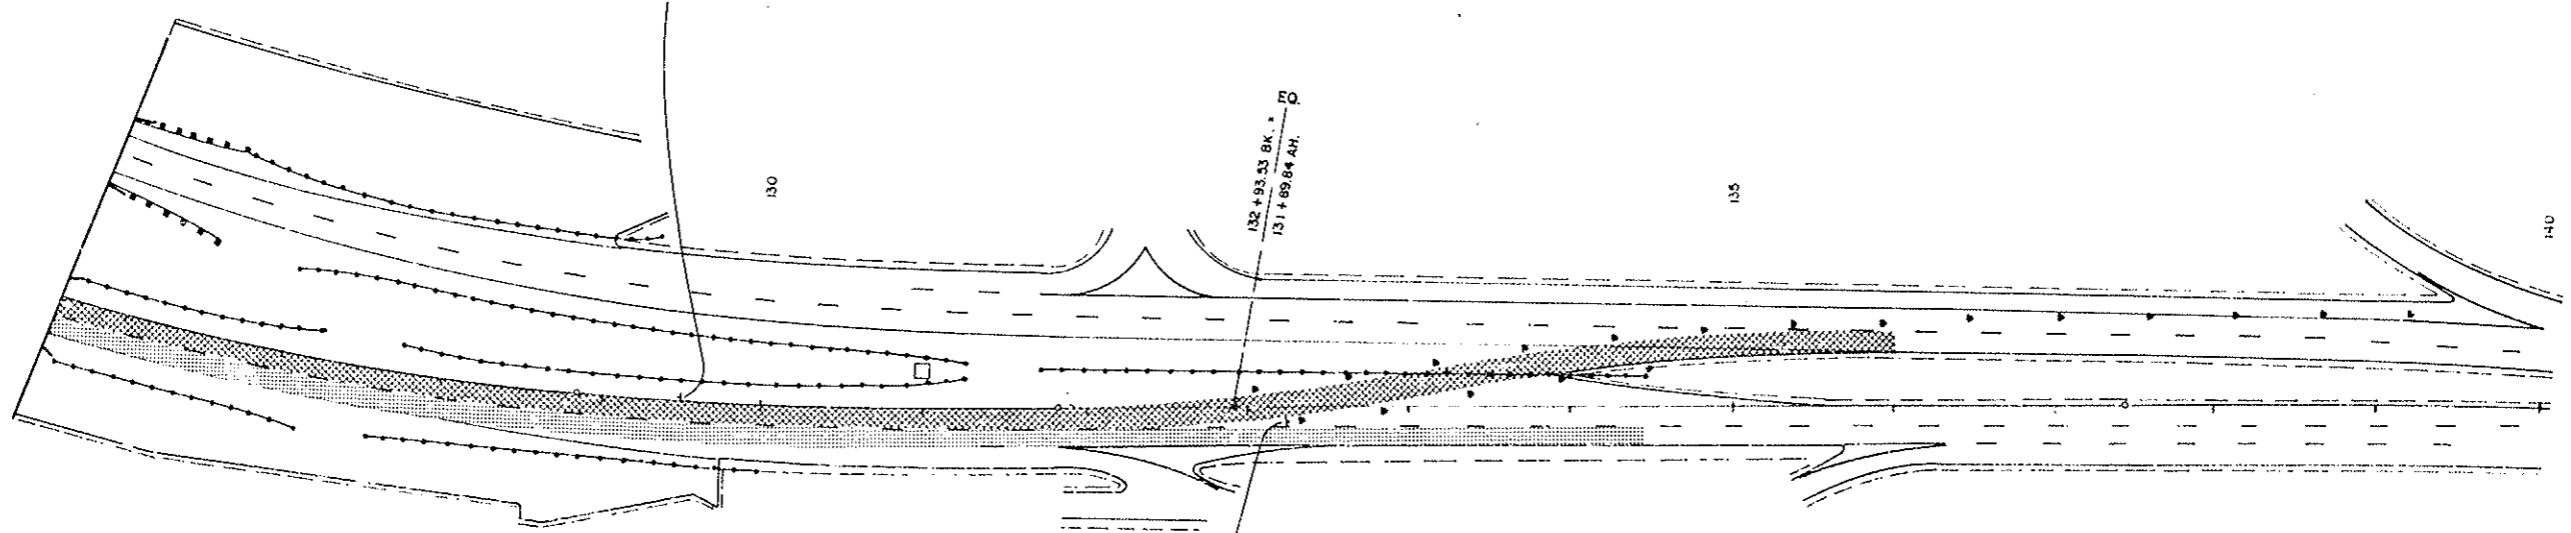 EQ.
132 + 93.53 BK. =
131 + 89.84 AH.
130
135
140